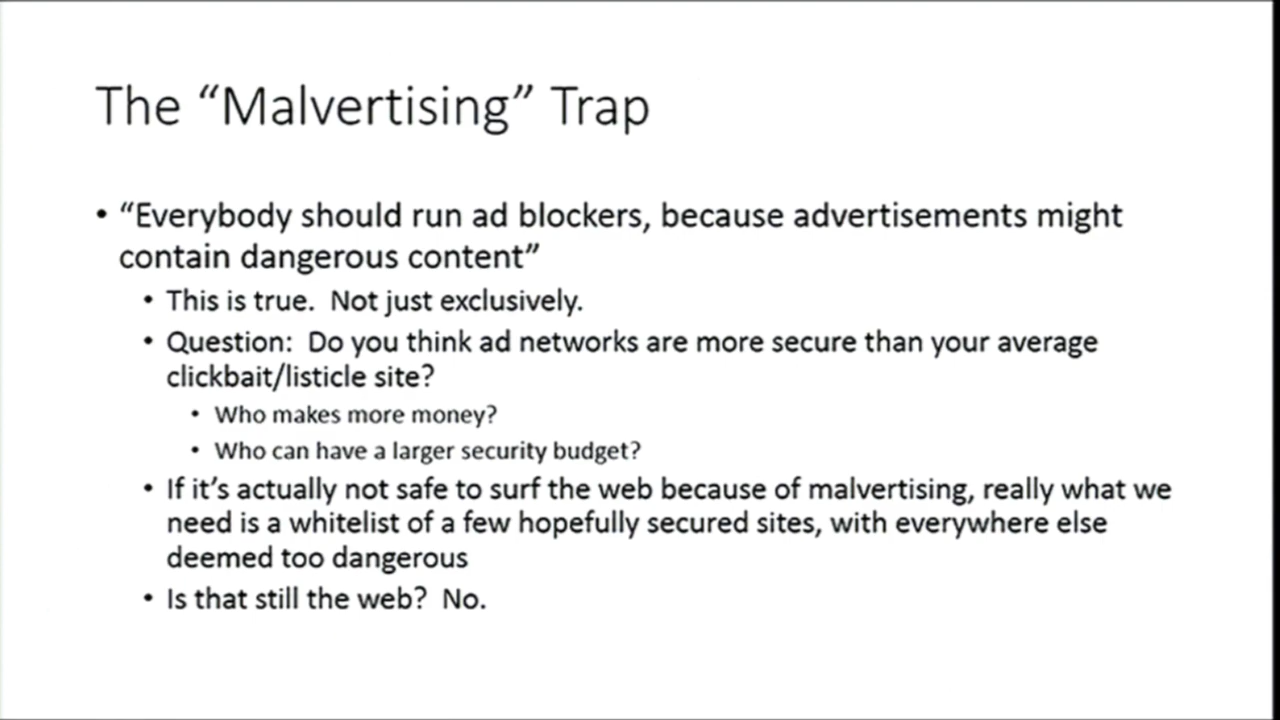 The “Malvertising” Trap
• “Everybody should run ad blockers, because advertisements might
contain dangerous content”
• This is true.  Not just exclusively.
• Question:  Do you think ad networks are more secure than your average
clickbait/listicle site?
• Who makes more money?
• Who can have a larger security budget?
• If it’s actually not safe to surf the web because of malvertising, really what we
need is a whitelist of a few hopefully secured sites, with everywhere else
deemed too dangerous
• Is that still the web?  No.